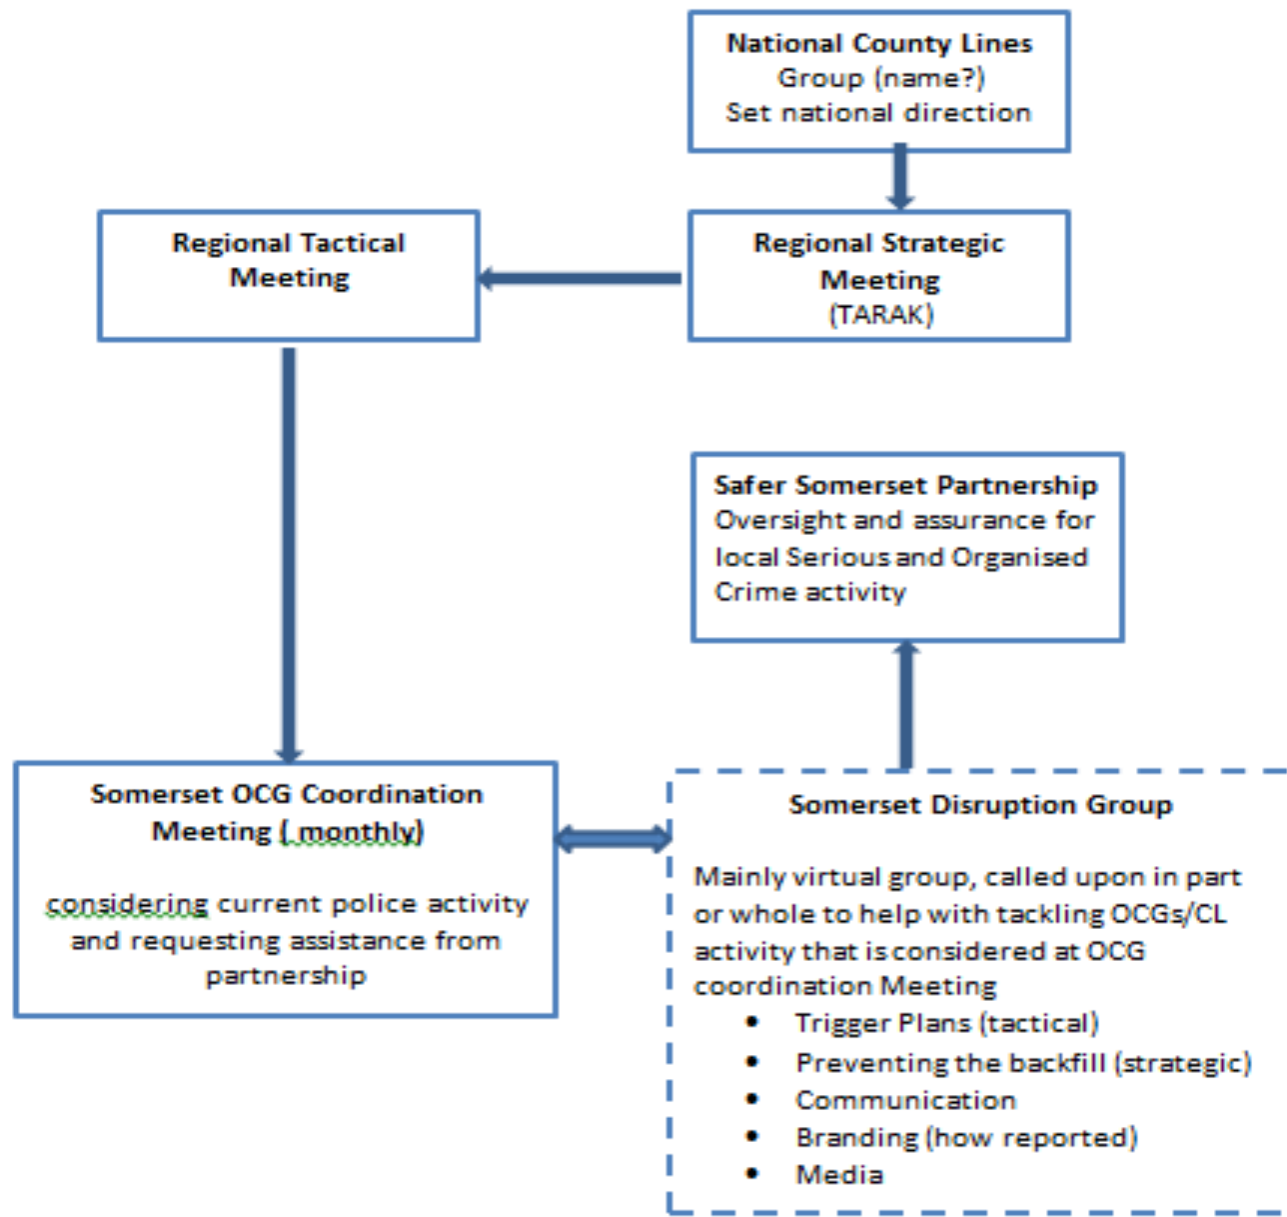 National County Lines
Group (name?)
Set national direction
Regional Tactical
Meeting
Regional Strategic
Meeting
(TARAK)
Safer Somerset Partnership
Oversight and assurance for
local Serious and Organised
Crime activity
Somerset OCG Coordination
Meeting ( monthly)
considering current police activity
and requesting assistance from
partnership
Somerset Disruption Group
Mainly virtual group, called upon in part
or whole to help with tackling OCGs/CL
activity that is considered at OCG
coordination Meeting
• Trigger Plans (tactical)
• Preventing the backfill (strategic)
• Communication
• Branding (how reported)
• Media